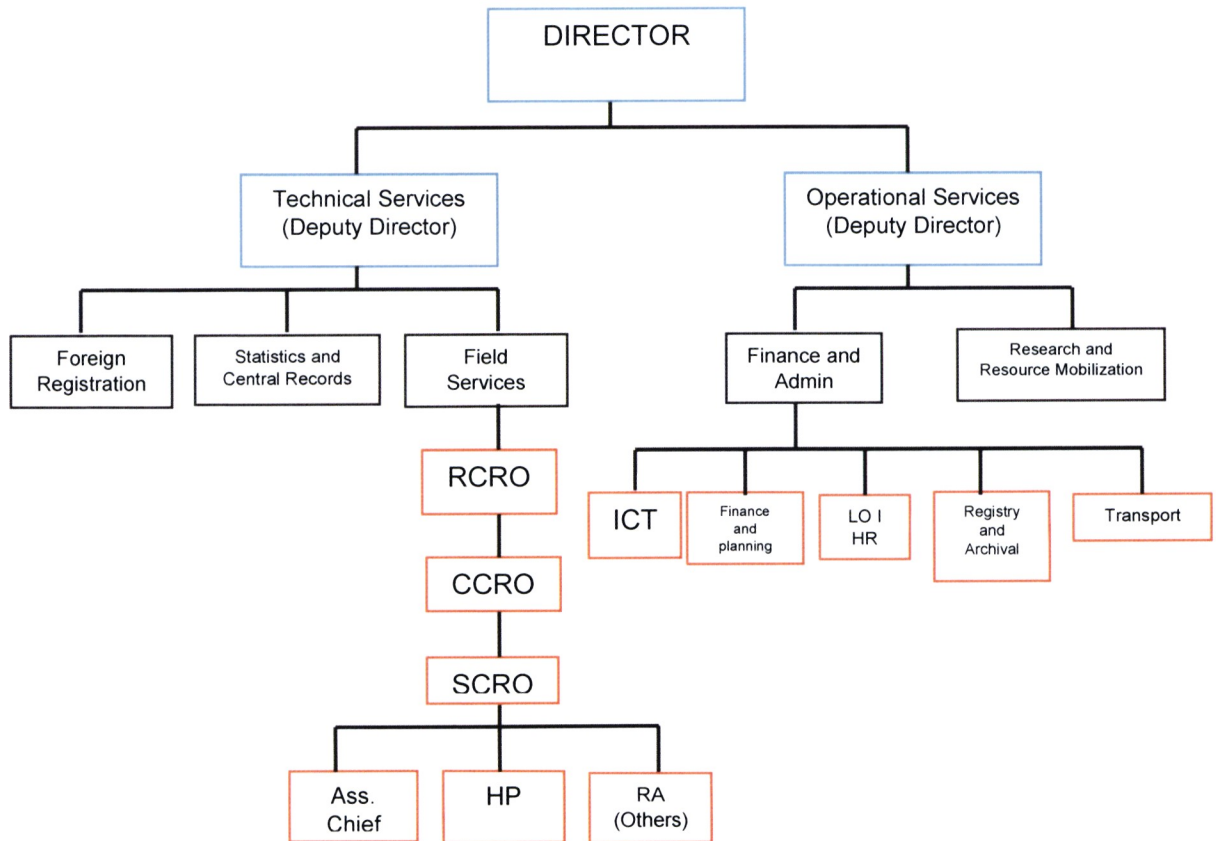 DIRECTOR
Technical Services
(Deputy Director)
Operational Services
(Deputy Director)
Foreign
Registration
Statistics and
Central Records
Field
Services
Finance and
Admin
Research and
Resource Mobilization
RCRO
ICT
Finance
and
planning
LO I
HR
Registry
and
Archival
Transport
CCRO
SCRO
Ass.
Chief
HP
RA
(Others)